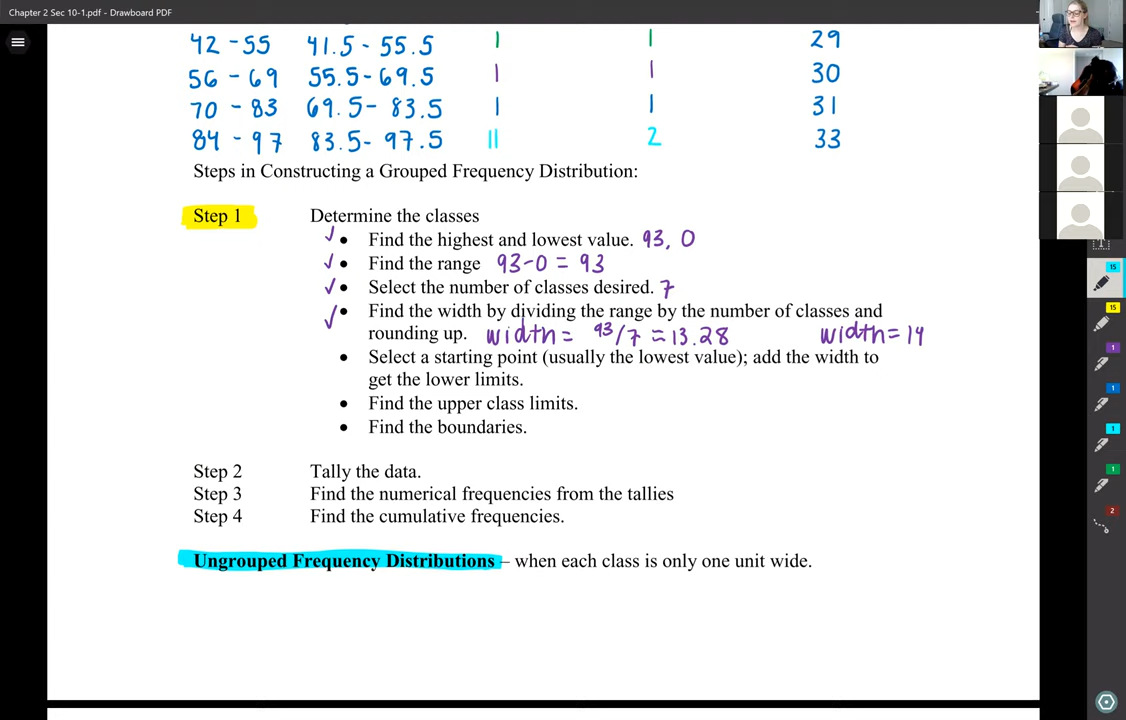 Chapter 2 Sec 10-1.pdf - Drawboard PDF
42 - 55 41.5 - 55.5 | | 29
56 - 69 55.5 - 69.5 | | 30
70 - 83 69.5 - 83.5 | 1 31
84 - 97 83.5 - 97.5 || 2 33
Steps in Constructing a Grouped Frequency Distribution:
Step 1 Determine the classes
✓ • Find the highest and lowest value. 93, 0
✓ • Find the range 93-0 = 93
✓ • Select the number of classes desired. 7
✓ • Find the width by dividing the range by the number of classes and
rounding up. width = 93/7 ≈ 13.28 width = 14
• Select a starting point (usually the lowest value); add the width to
get the lower limits.
• Find the upper class limits.
• Find the boundaries.
Step 2 Tally the data.
Step 3 Find the numerical frequencies from the tallies
Step 4 Find the cumulative frequencies.
Ungrouped Frequency Distributions – when each class is only one unit wide.
T
15
15
1
1
1
1
2